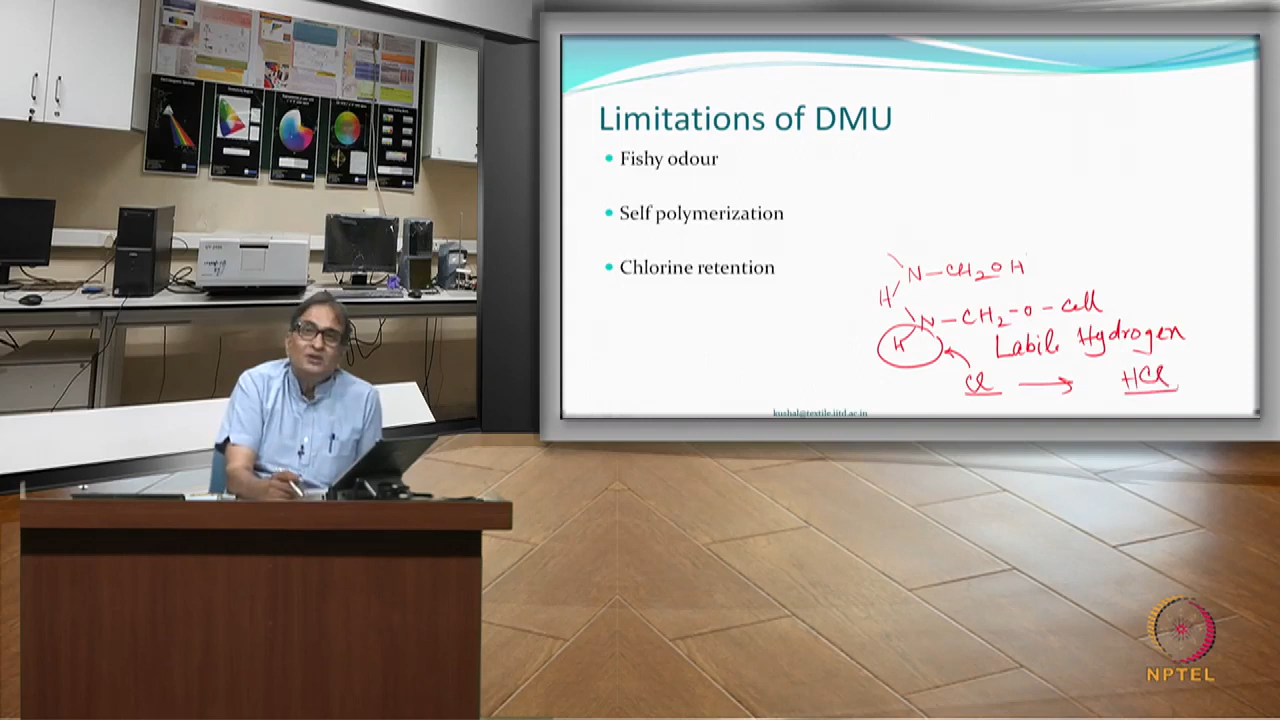 Limitations of DMU
• Fishy odour
• Self polymerization
• Chlorine retention
N – CH2OH
H
N – CH2 – O – Cell
H
Labile Hydrogen
Cl → HCl
kushal@textile.iitd.ac.in
NPTEL